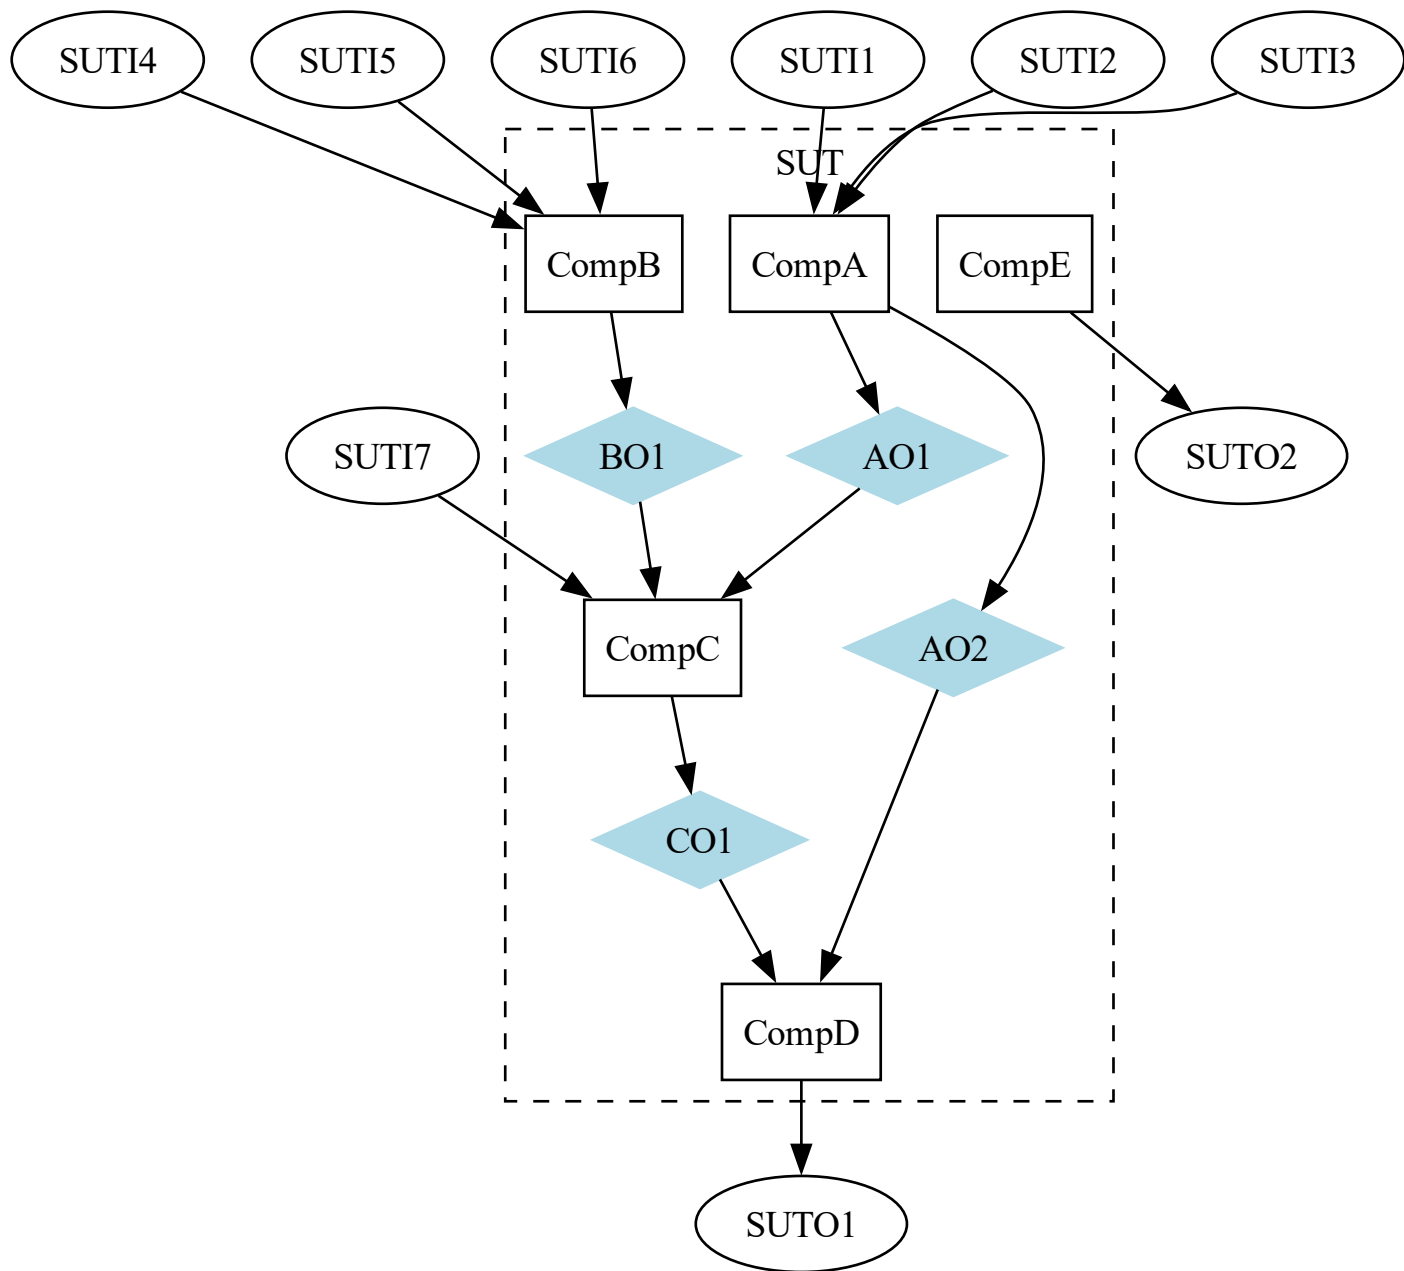 SUTI4
SUTI5
SUTI6
SUTI1
SUTI2
SUTI3
SUT
CompB
CompA
CompE
SUTI7
BO1
AO1
SUTO2
CompC
AO2
CO1
CompD
SUTO1